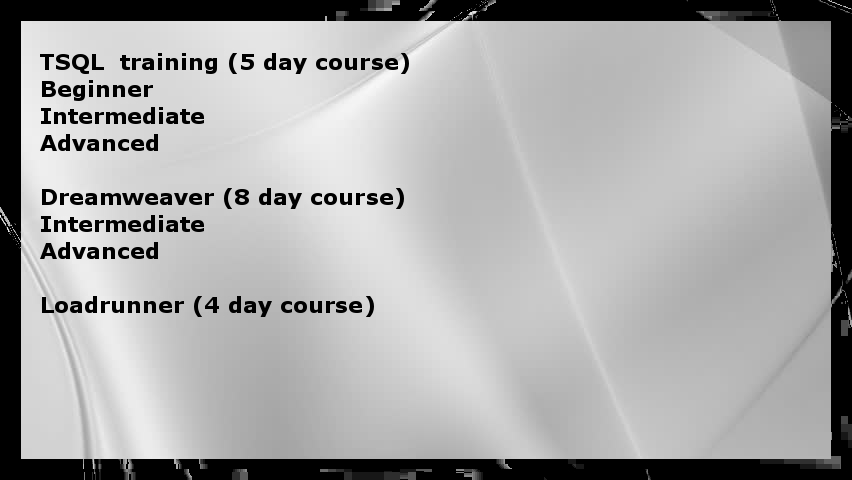 TSQL  training (5 day course)
Beginner
Intermediate
Advanced
Dreamweaver (8 day course)
Intermediate
Advanced
Loadrunner (4 day course)